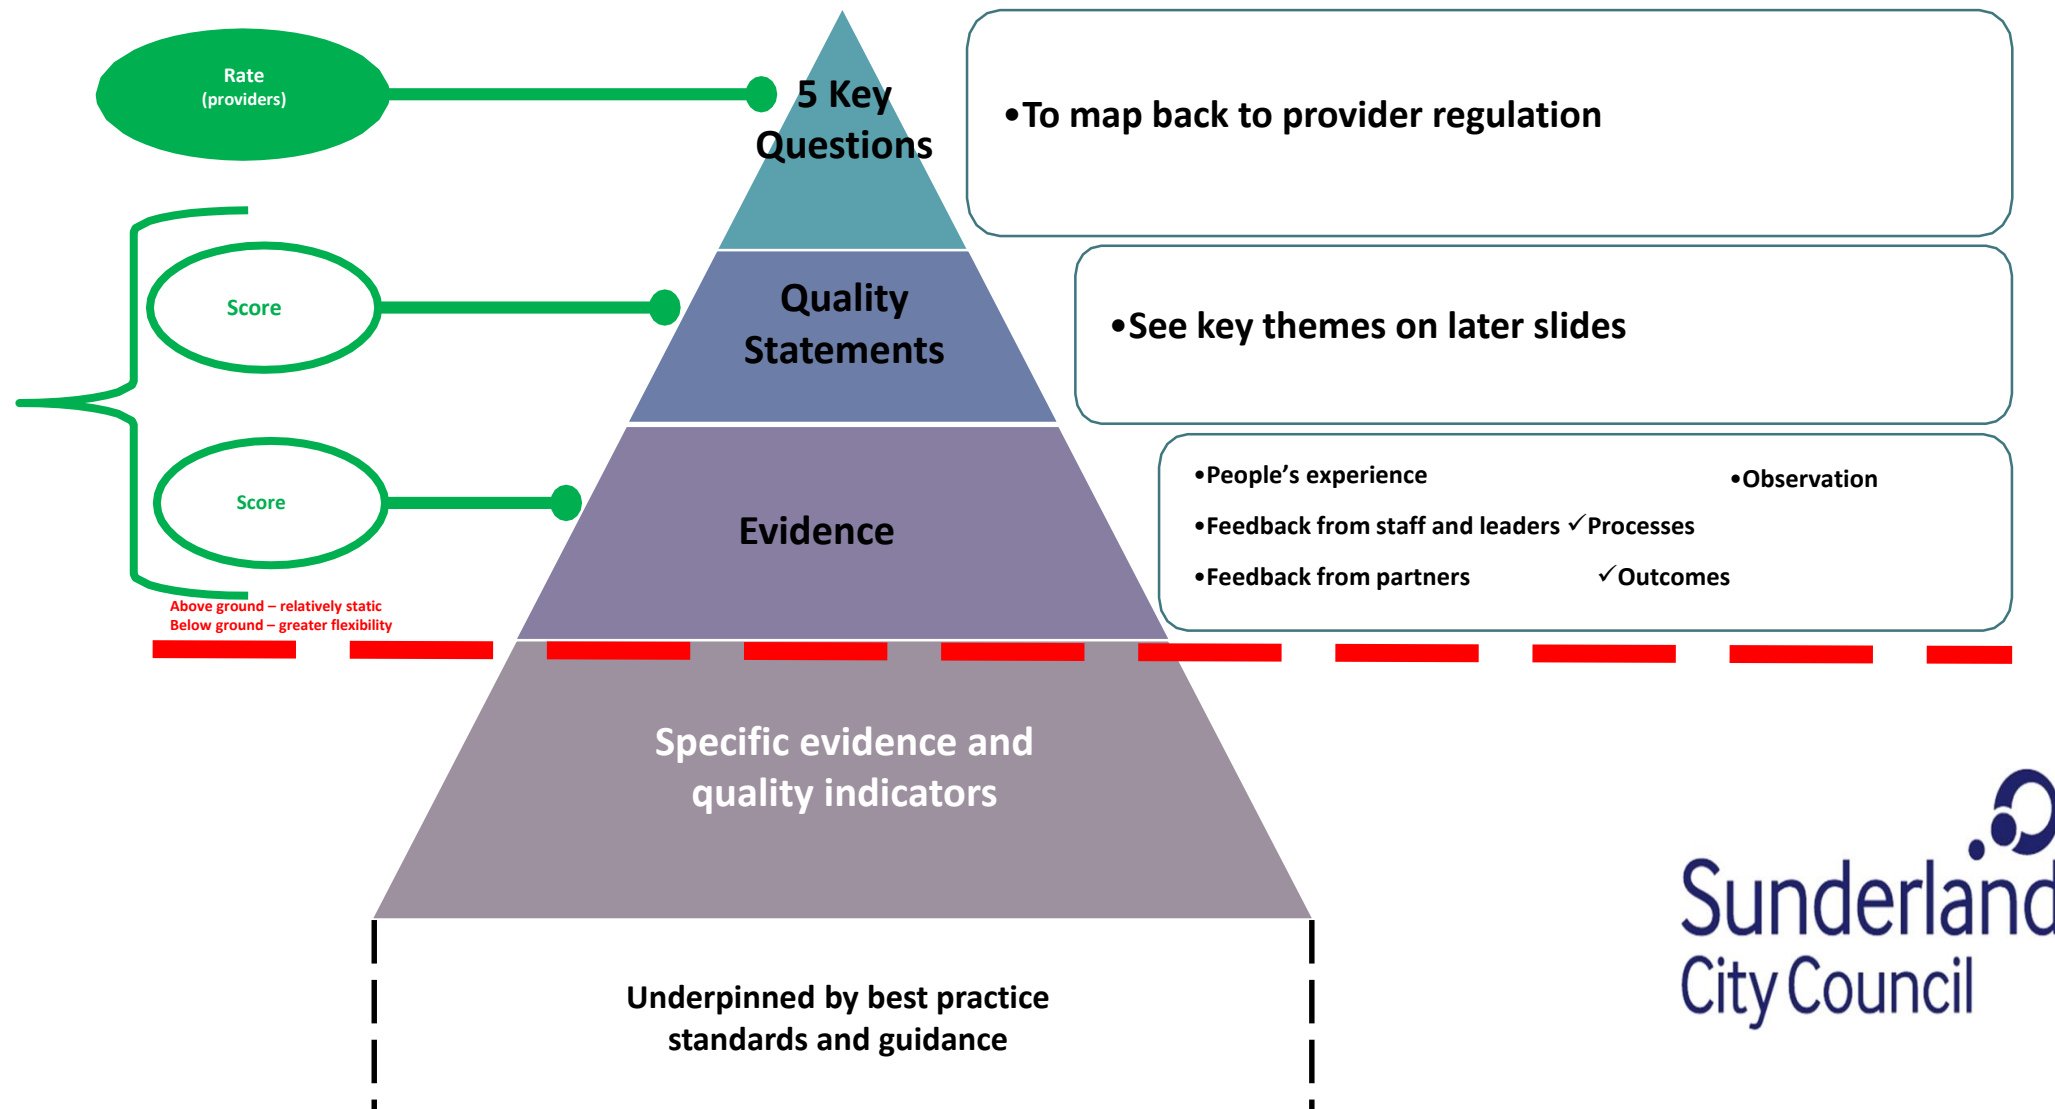 Rate
(providers)
5 Key
Questions
•To map back to provider regulation
Score
Quality
Statements
•See key themes on later slides
Score
Evidence
•People’s experience
•Observation
•Feedback from staff and leaders ✓Processes
•Feedback from partners ✓Outcomes
Above ground – relatively static
Below ground – greater flexibility
Specific evidence and
quality indicators
Underpinned by best practice
standards and guidance
Sunderland
City Council